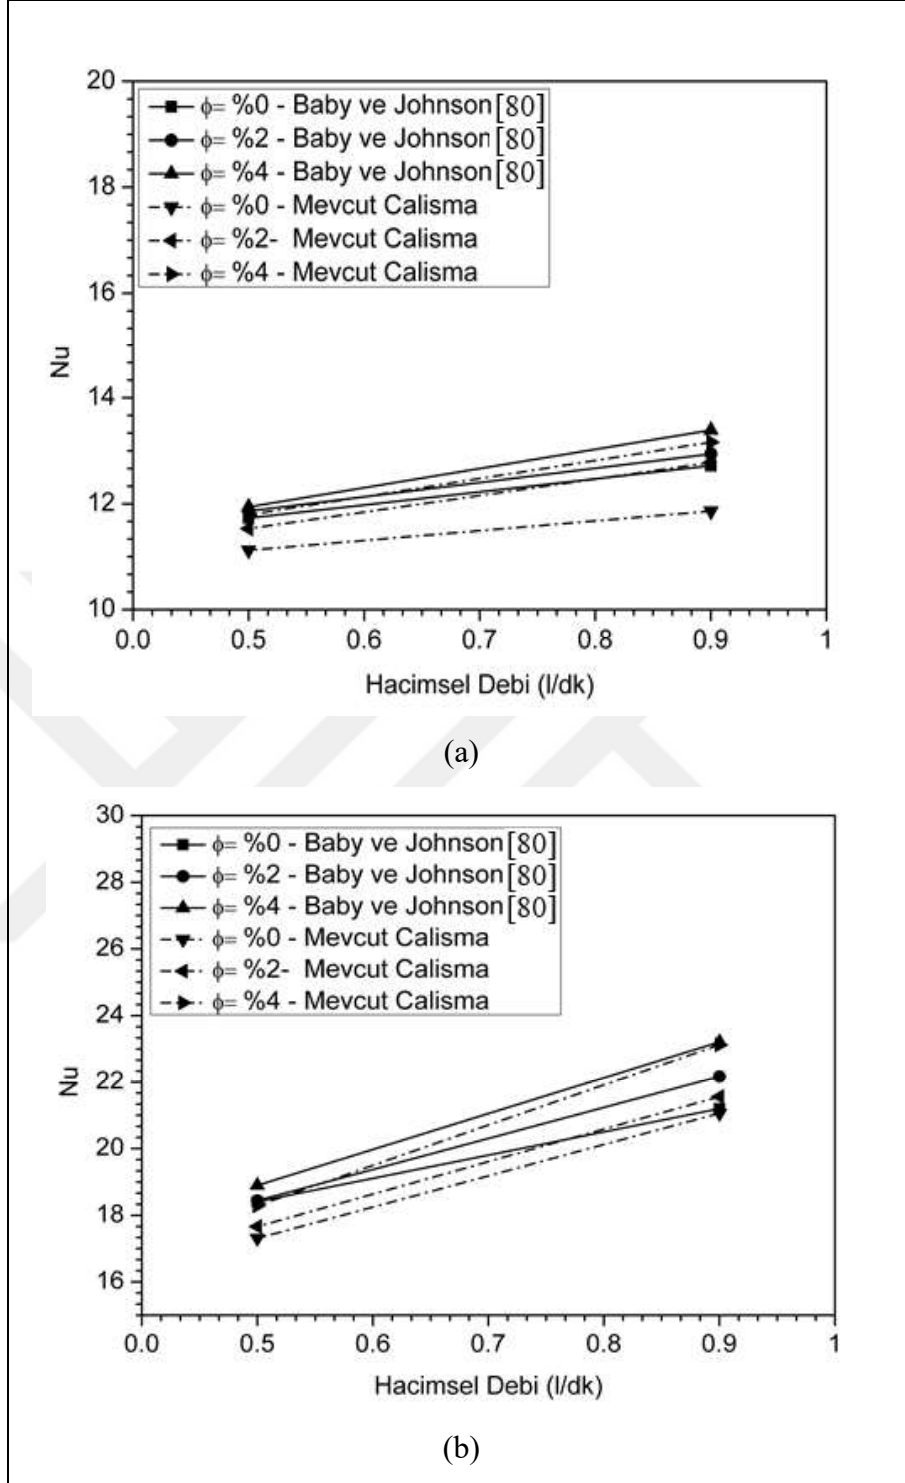 20
18
16
14
12
10
Nu
ϕ= %0 - Baby ve Johnson [80]
ϕ= %2 - Baby ve Johnson [80]
ϕ= %4 - Baby ve Johnson [80]
ϕ= %0 - Mevcut Calisma
ϕ= %2- Mevcut Calisma
ϕ= %4 - Mevcut Calisma
0.0 0.5 0.6 0.7 0.8 0.9 1
Hacimsel Debi (l/dk)
(a)
30
28
26
24
22
20
18
16
Nu
ϕ= %0 - Baby ve Johnson [80]
ϕ= %2 - Baby ve Johnson [80]
ϕ= %4 - Baby ve Johnson [80]
ϕ= %0 - Mevcut Calisma
ϕ= %2- Mevcut Calisma
ϕ= %4 - Mevcut Calisma
0.0 0.5 0.6 0.7 0.8 0.9 1
Hacimsel Debi (l/dk)
(b)